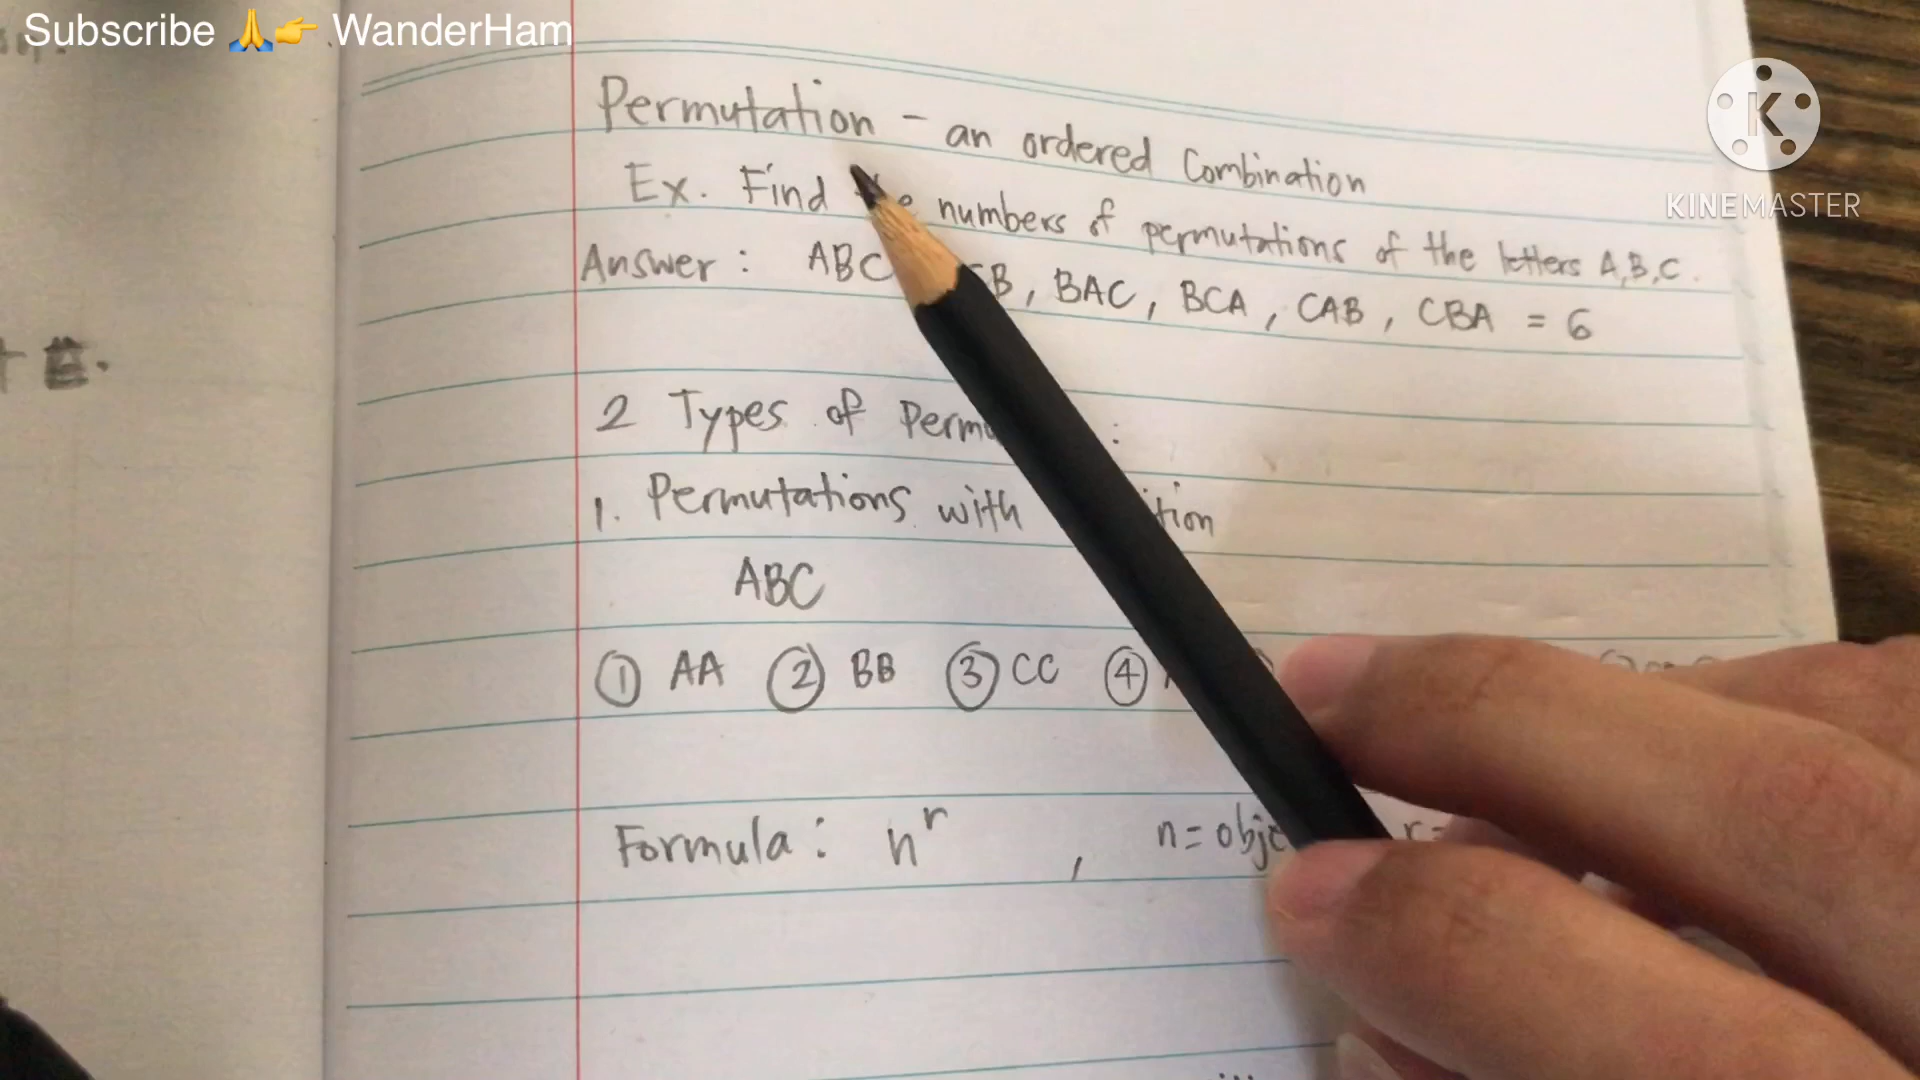 Subscribe 🙏👉 WanderHam
KINEMASTER
Permutation - an ordered Combination
Ex. Find numbers of permutations of the letters A,B,C.
Answer : ABC , BAC , BCA , CAB , CBA = 6
2 Types of :
1. Permutations with
ABC
① AA ② BB ③ CC ④
Formula : n^r , n= r=